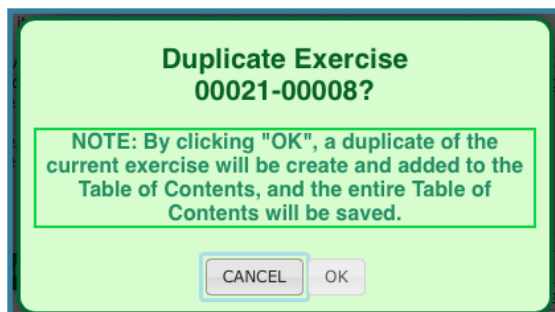 Duplicate Exercise
00021-00008?
NOTE: By clicking "OK", a duplicate of the
current exercise will be create and added to the
Table of Contents, and the entire Table of
Contents will be saved.
CANCEL OK